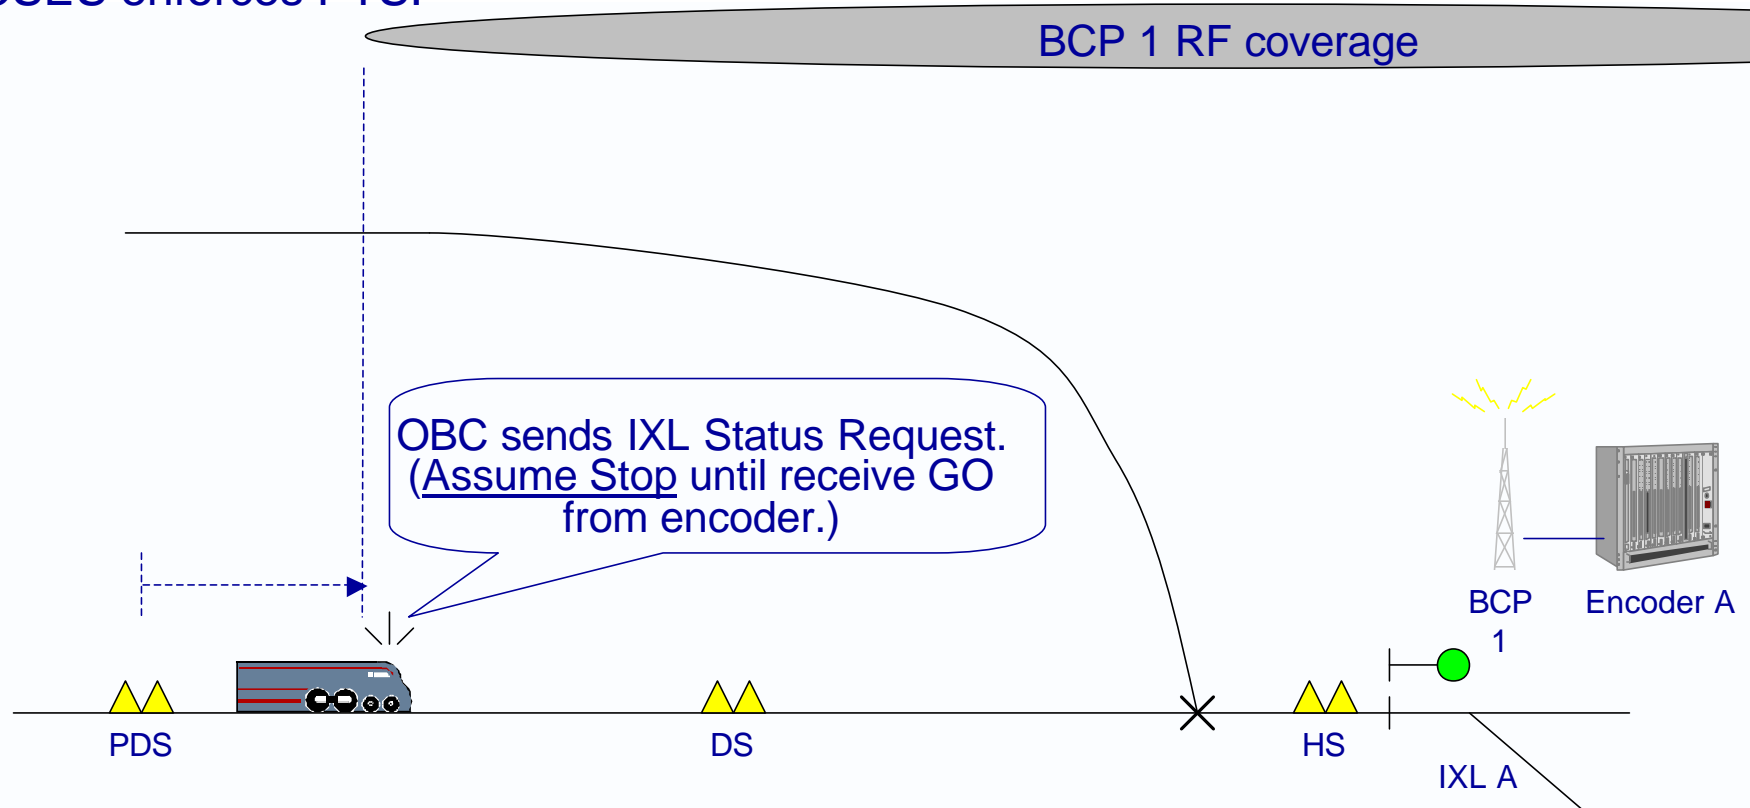 enforces
BCP 1 RF coverage
OBC sends IXL Status Request.
(Assume Stop until receive GO
from encoder.)
BCP
1
Encoder A
PDS
DS
HS
IXL A